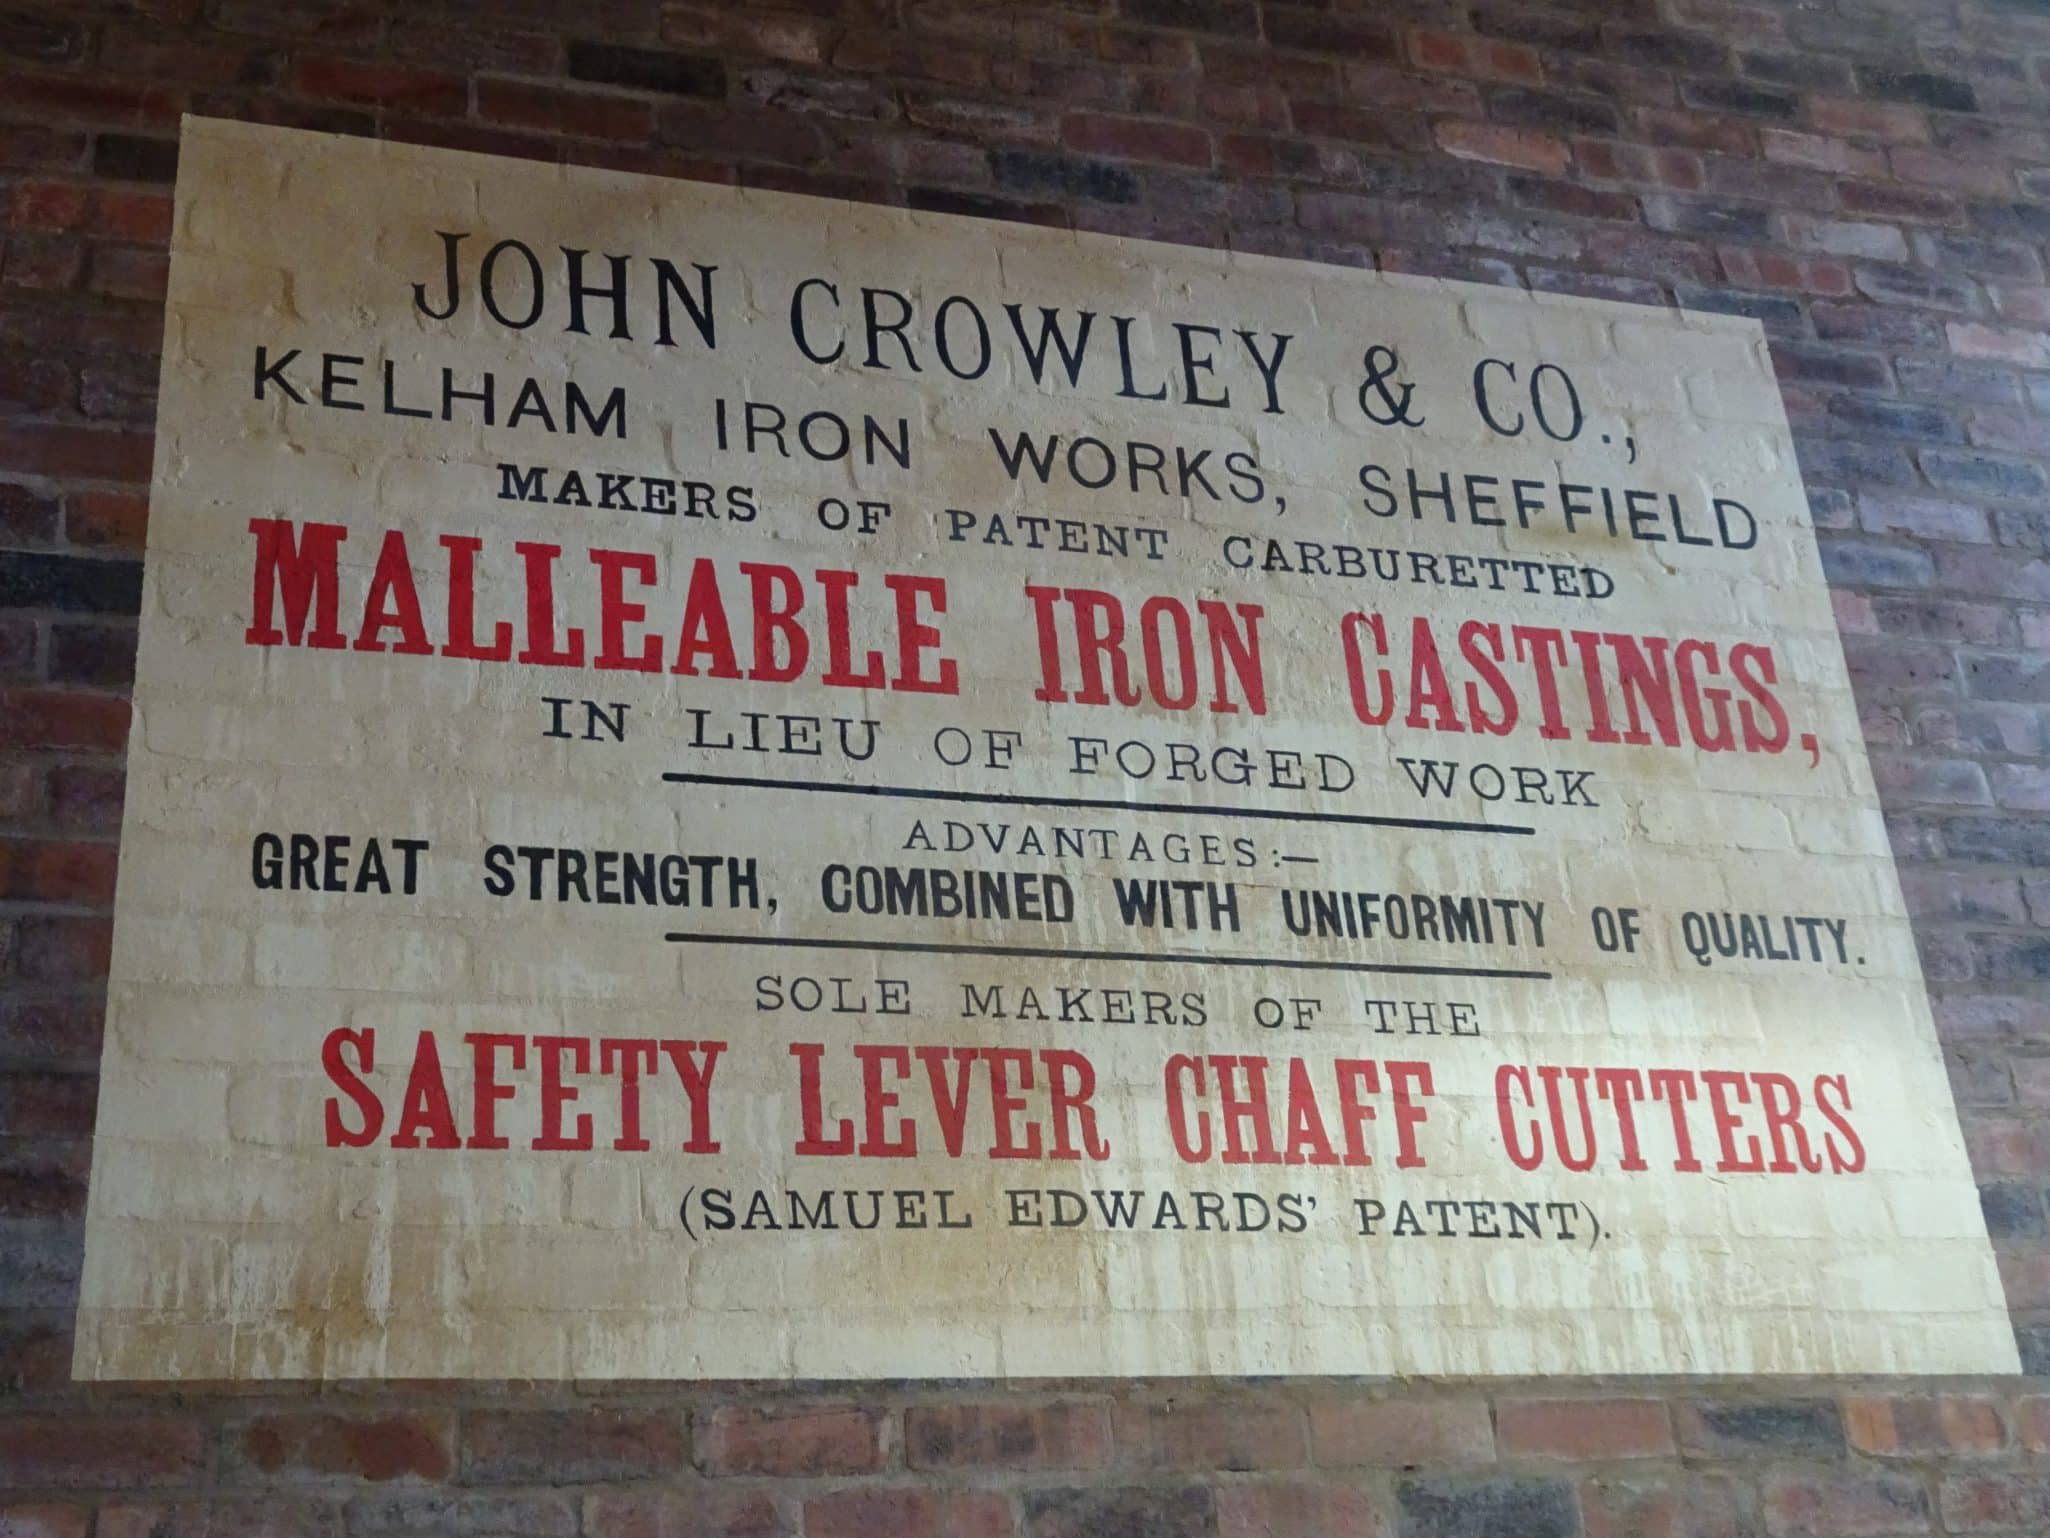 JOHN CROWLEY & CO.,
KELHAM IRON WORKS, SHEFFIELD
MAKERS OF PATENT CARBURETTED
MALLEABLE IRON CASTINGS,
IN LIEU OF FORGED WORK
ADVANTAGES:—
GREAT STRENGTH, COMBINED WITH UNIFORMITY OF QUALITY.
SOLE MAKERS OF THE
SAFETY LEVER CHAFF CUTTERS
(SAMUEL EDWARDS' PATENT).